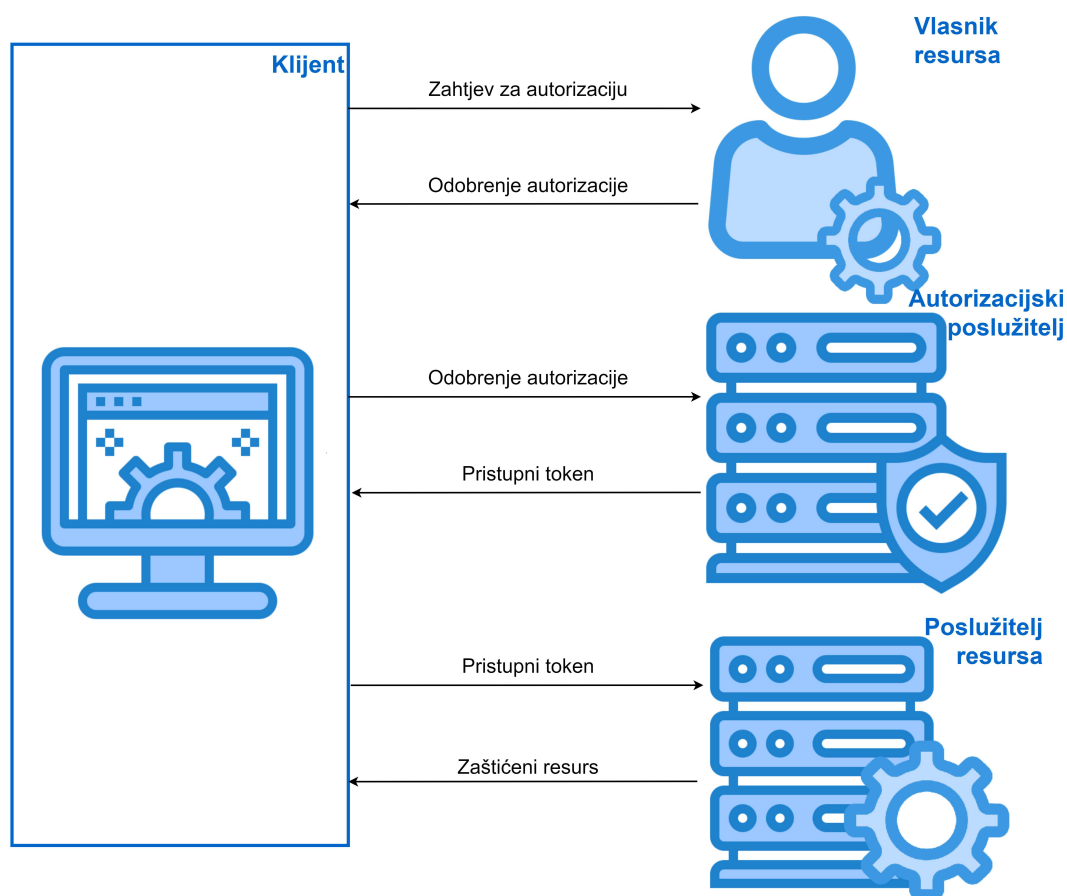 Vlasnik
resursa
Klijent
Zahtjev za autorizaciju
Odobrenje autorizacije
Autorizacijski
poslužitelj
Odobrenje autorizacije
Pristupni token
Poslužitelj
resursa
Pristupni token
Zaštićeni resurs